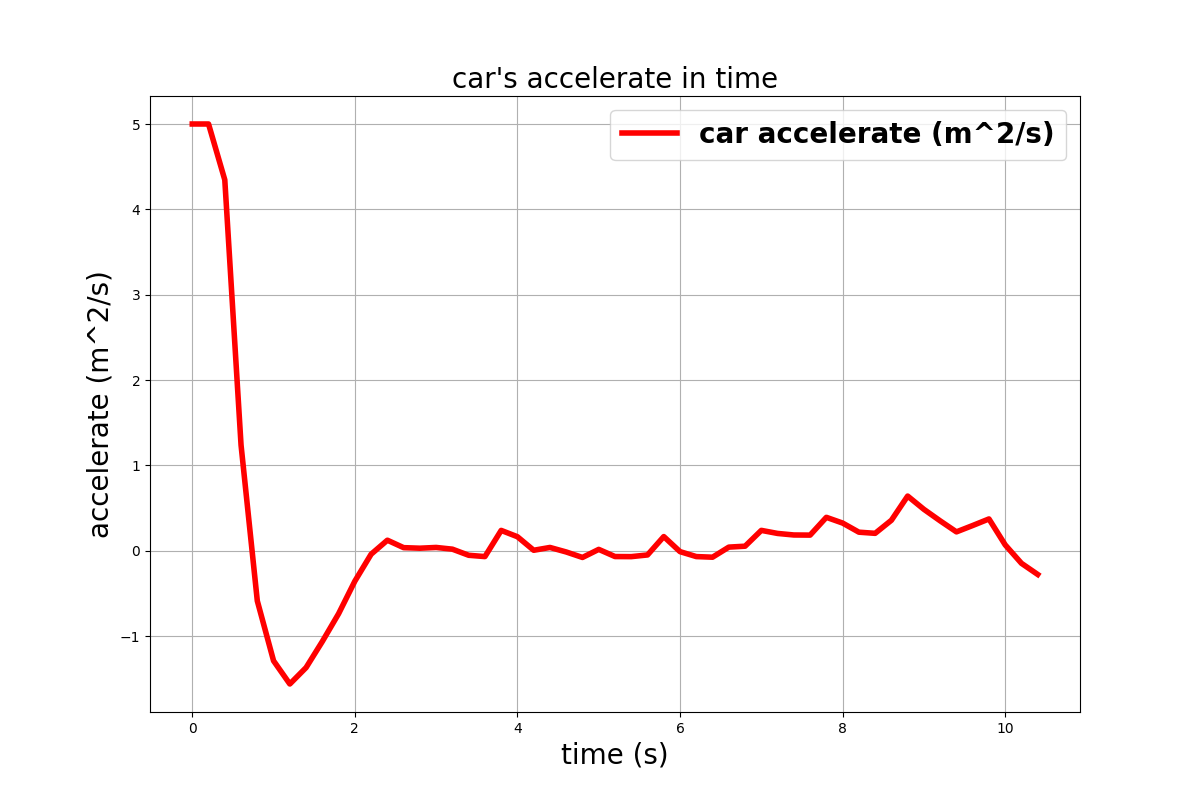 car's accelerate in time
car accelerate (m^2/s)
accelerate (m^2/s)
5
4
3
2
1
0
−1
0 2 4 6 8 10
time (s)